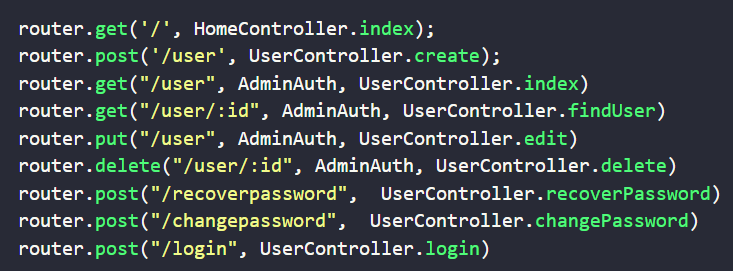 router.get('/', HomeController.index);
router.post('/user', UserController.create);
router.get("/user", AdminAuth, UserController.index)
router.get("/user/:id", AdminAuth, UserController.findUser)
router.put("/user", AdminAuth, UserController.edit)
router.delete("/user/:id", AdminAuth, UserController.delete)
router.post("/recoverpassword",  UserController.recoverPassword)
router.post("/changepassword",  UserController.changePassword)
router.post("/login", UserController.login)